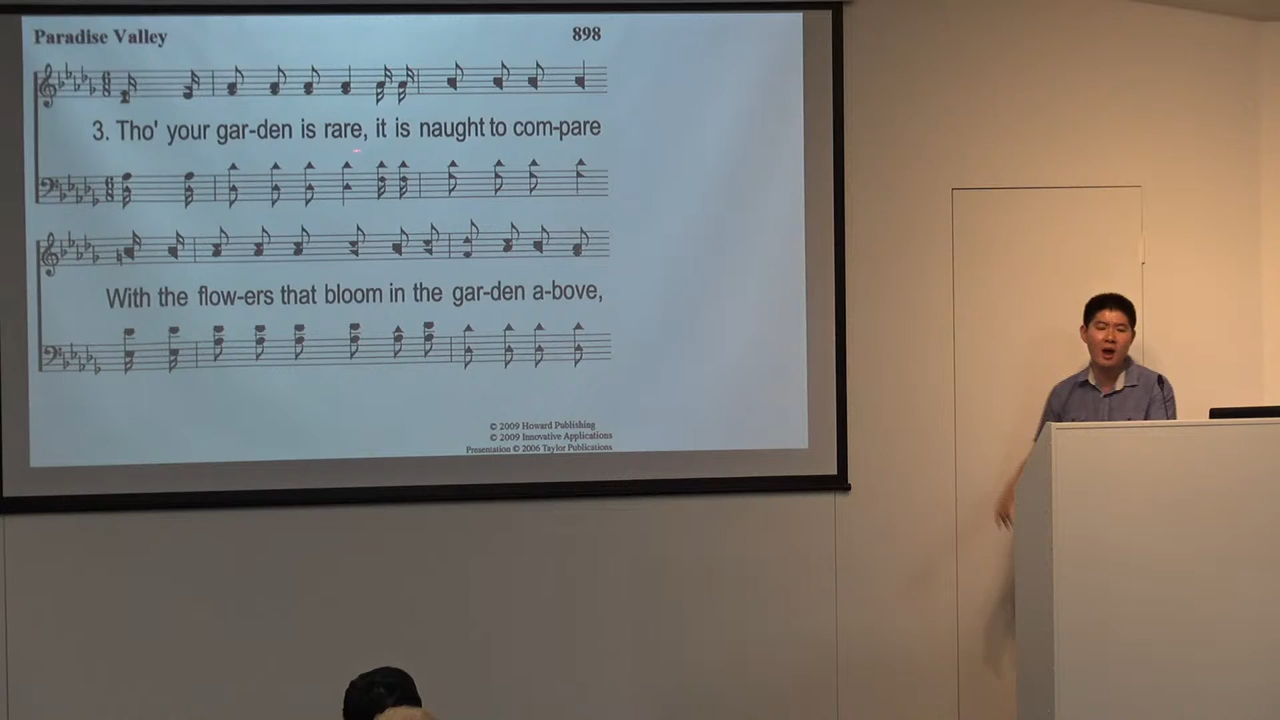 Paradise Valley 898
3. Tho' your gar-den is rare, it is naught to com-pare
With the flow-ers that bloom in the gar-den a-bove,
© 2009 Howard Publishing
© 2009 Innovative Applications
Presentation © 2006 Taylor Publications